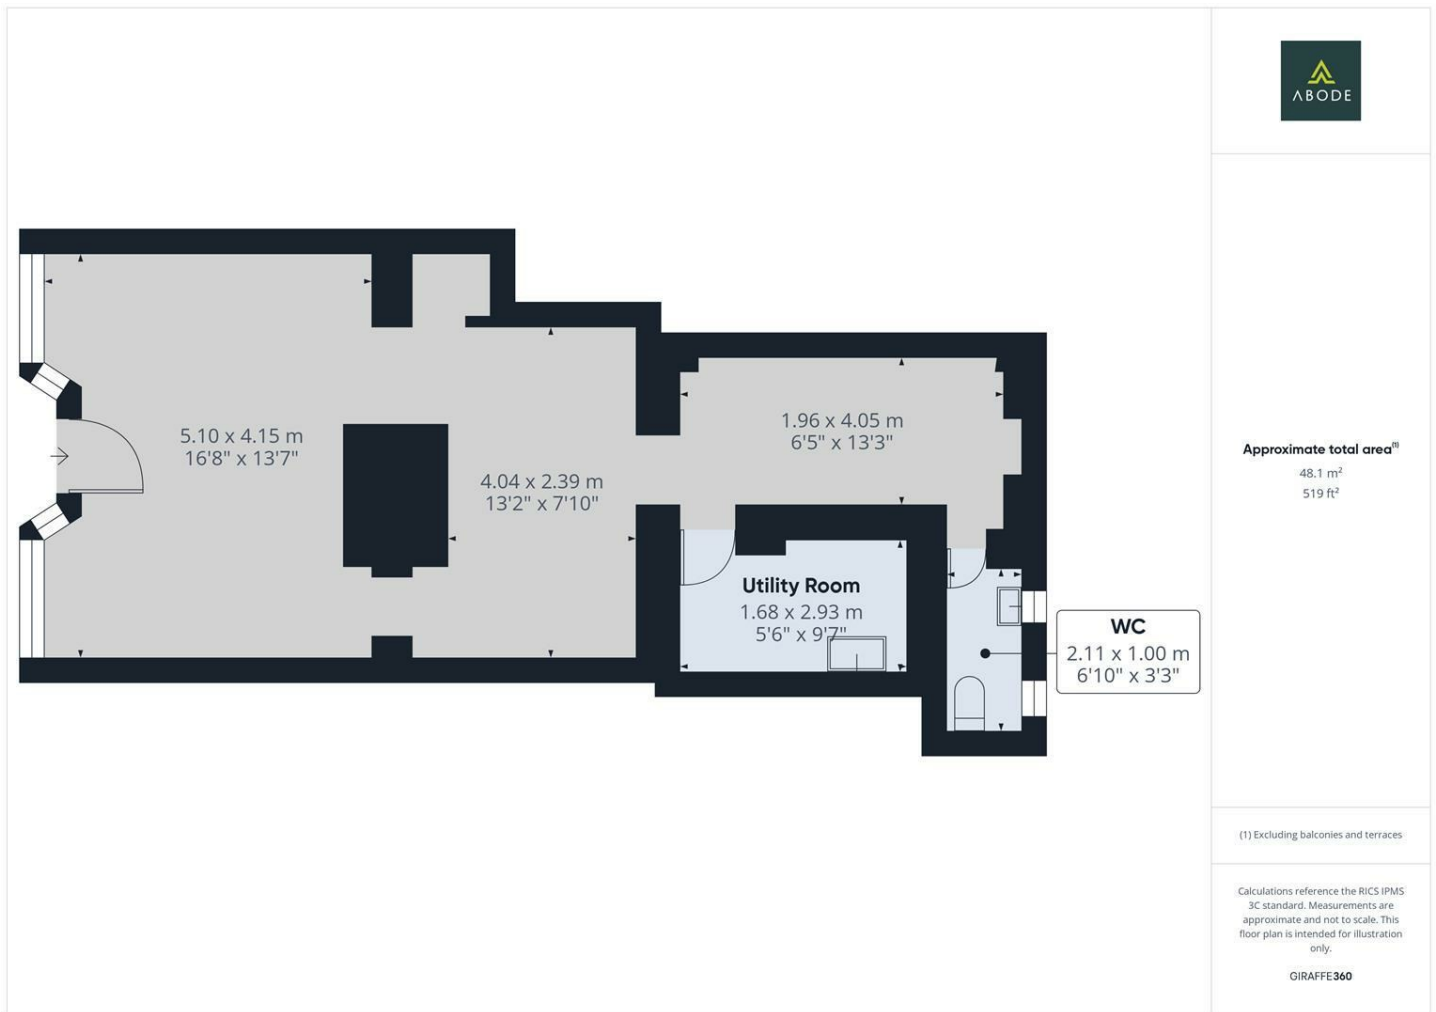 ABODE
5.10 x 4.15 m
16'8" x 13'7"
4.04 x 2.39 m
13'2" x 7'10"
1.96 x 4.05 m
6'5" x 13'3"
Utility Room
1.68 x 2.93 m
5'6" x 9'7"
WC
2.11 x 1.00 m
6'10" x 3'3"
Approximate total area(1)
48.1 m²
519 ft²
(1) Excluding balconies and terraces
Calculations reference the RICS IPMS
3C standard. Measurements are
approximate and not to scale. This
floor plan is intended for illustration
only.
GIRAFFE360